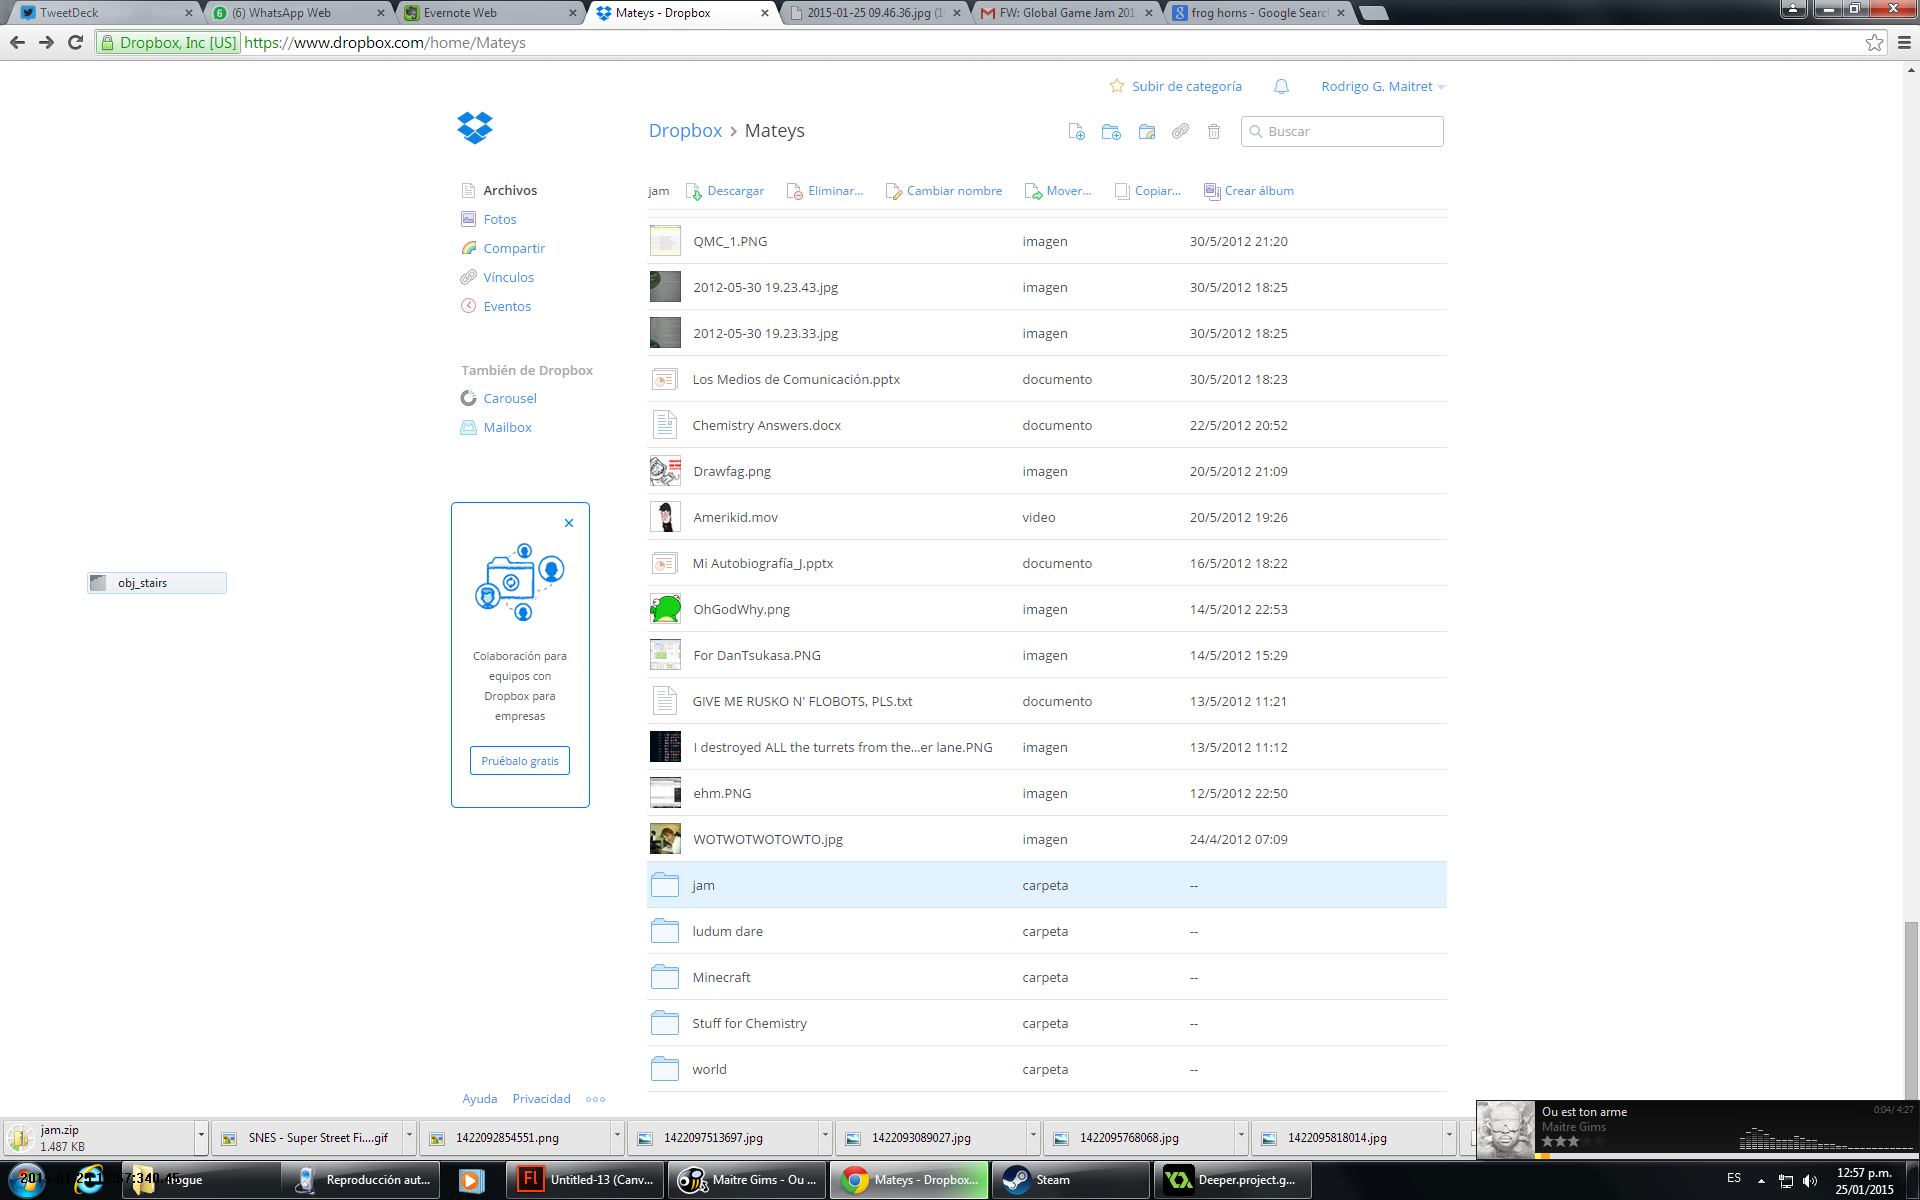 TweetDeck
(6) WhatsApp Web
Evernote Web
Mateys - Dropbox
2015-01-25 09.46.36.jpg (1
FW: Global Game Jam 201
frog horns - Google Search
Dropbox, Inc [US] https://www.dropbox.com/home/Mateys
Subir de categoría
Rodrigo G. Maitret
Dropbox › Mateys
Buscar
Archivos
Fotos
Compartir
Vínculos
Eventos
También de Dropbox
Carousel
Mailbox
Colaboración para
equipos con
Dropbox para
empresas
Pruébalo gratis
obj_stairs
jam Descargar Eliminar... Cambiar nombre Mover... Copiar... Crear álbum
QMC_1.PNG imagen 30/5/2012 21:20
2012-05-30 19.23.43.jpg imagen 30/5/2012 18:25
2012-05-30 19.23.33.jpg imagen 30/5/2012 18:25
Los Medios de Comunicación.pptx documento 30/5/2012 18:23
Chemistry Answers.docx documento 22/5/2012 20:52
Drawfag.png imagen 20/5/2012 21:09
Amerikid.mov video 20/5/2012 19:26
Mi Autobiografía_J.pptx documento 16/5/2012 18:22
OhGodWhy.png imagen 14/5/2012 22:53
For DanTsukasa.PNG imagen 14/5/2012 15:29
GIVE ME RUSKO N' FLOBOTS, PLS.txt documento 13/5/2012 11:21
I destroyed ALL the turrets from the...er lane.PNG imagen 13/5/2012 11:12
ehm.PNG imagen 12/5/2012 22:50
WOTWOTWOTOWTO.jpg imagen 24/4/2012 07:09
jam carpeta --
ludum dare carpeta --
Minecraft carpeta --
Stuff for Chemistry carpeta --
world carpeta --
Ayuda Privacidad
jam.zip
1.487 KB
SNES - Super Street Fi....gif
1422092854551.png
1422097513697.jpg
1422093089027.jpg
1422095768068.jpg
1422095818014.jpg
Ou est ton arme
Maitre Gims
0:04/ 4:27
Reproducción aut...
Untitled-13 (Canv...
Maitre Gims - Ou ...
Mateys - Dropbox...
Steam
Deeper.project.g...
ES
12:57 p.m.
25/01/2015